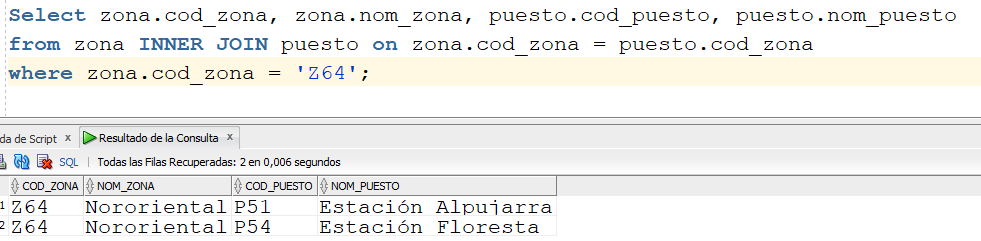 Select zona.cod_zona, zona.nom_zona, puesto.cod_puesto, puesto.nom_puesto
from zona INNER JOIN puesto on zona.cod_zona = puesto.cod_zona
where zona.cod_zona = 'Z64';
da de Script x Resultado de la Consulta x
SQL | Todas las Filas Recuperadas: 2 en 0,006 segundos
COD_ZONA NOM_ZONA COD_PUESTO NOM_PUESTO
1 Z64 Nororiental P51 Estación Alpujarra
2 Z64 Nororiental P54 Estación Floresta